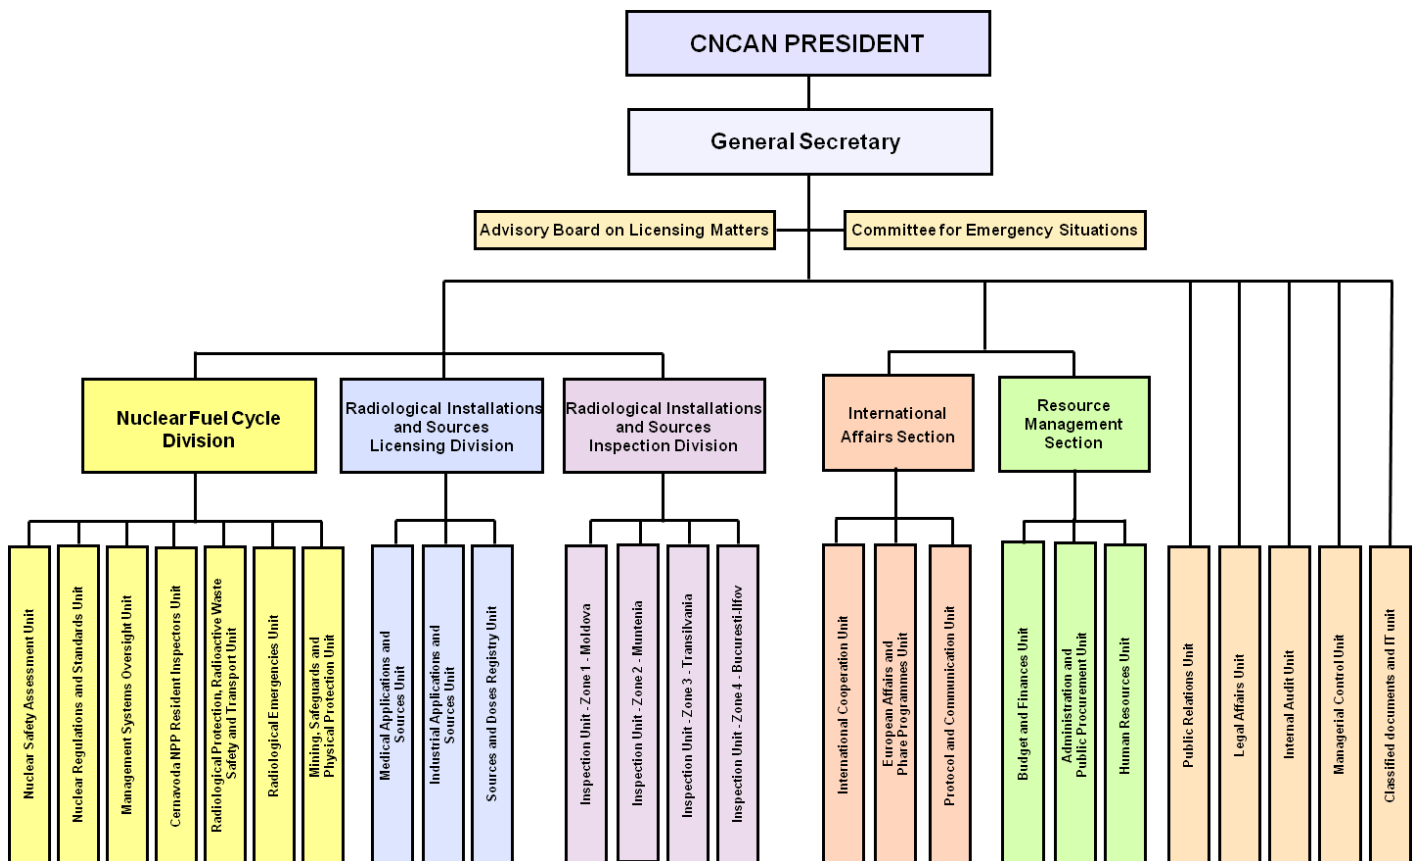 CNCAN PRESIDENT
General Secretary
Advisory Board on Licensing Matters
Committee for Emergency Situations
Nuclear Fuel Cycle
Division
Radiological Installations
and Sources
Licensing Division
Radiological Installations
and Sources
Inspection Division
International
Affairs Section
Resource
Management
Section
Nuclear Safety Assessment Unit
Nuclear Regulations and Standards Unit
Management Systems Oversight Unit
Cernavoda NPP Resident Inspectors Unit
Radiological Protection, Radioactive Waste
Safety and Transport Unit
Radiological Emergencies Unit
Mining, Safeguards and
Physical Protection Unit
Medical Applications and
Sources Unit
Industrial Applications and
Sources Unit
Sources and Doses Registry Unit
Inspection Unit - Zone 1 - Moldova
Inspection Unit - Zone 2 - Muntenia
Inspection Unit - Zone 3 - Transilvania
Inspection Unit - Zone 4 - Bucuresti-Ilfov
International Cooperation Unit
European Affairs and
Phare Programmes Unit
Protocol and Communication Unit
Budget and Finances Unit
Administration and
Public Procurement Unit
Human Resources Unit
Public Relations Unit
Legal Affairs Unit
Internal Audit Unit
Managerial Control Unit
Classified documents and IT unit